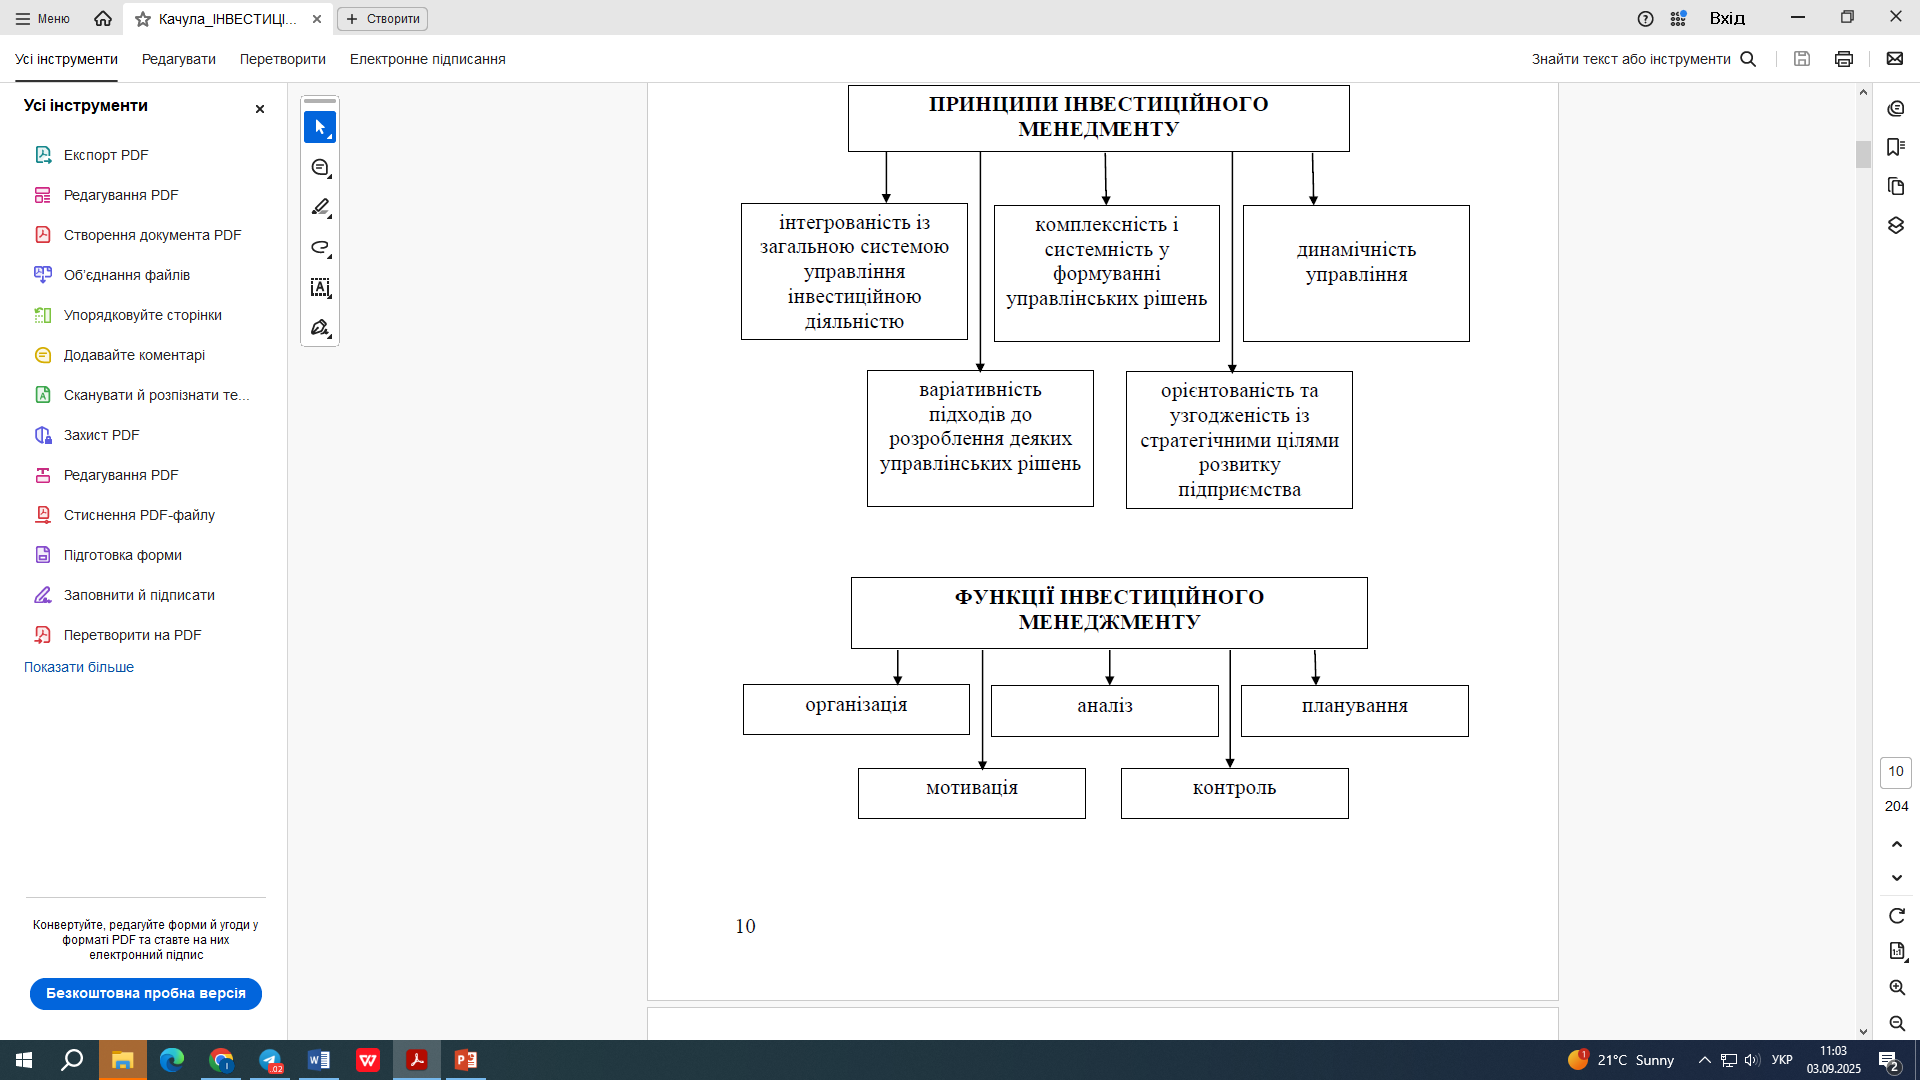 Меню
Качула_ІНВЕСТИЦІ...
Створити
Вхід
Усі інструменти
Редагувати
Перетворити
Електронне підписання
Знайти текст або інструменти
Усі інструменти
Експорт PDF
Редагування PDF
Створення документа PDF
Об'єднання файлів
Упорядковуйте сторінки
Додавайте коментарі
Сканувати й розпізнати те...
Захист PDF
Редагування PDF
Стиснення PDF-файлу
Підготовка форми
Заповнити й підписати
Перетворити на PDF
Показати більше
Конвертуйте, редагуйте форми й угоди у
форматі PDF та ставте на них
електронний підпис
Безкоштовна пробна версія
ПРИНЦИПИ ІНВЕСТИЦІЙНОГО
МЕНЕДМЕНТУ
інтегрованість із
загальною системою
управління
інвестиційною
діяльністю
комплексність і
системність у
формуванні
управлінських рішень
динамічність
управління
варіативність
підходів до
розроблення деяких
управлінських рішень
орієнтованість та
узгодженість із
стратегічними цілями
розвитку
підприємства
ФУНКЦІЇ ІНВЕСТИЦІЙНОГО
МЕНЕДЖМЕНТУ
організація
аналіз
планування
мотивація
контроль
10
10
204
1
21°C Sunny
УКР
11:03
03.09.2025
2